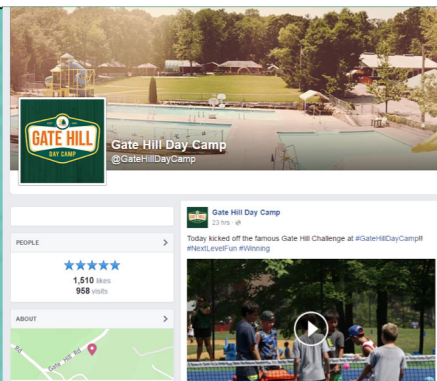 GATE HILL
DAY CAMP
Gate Hill Day Camp
@GateHillDayCamp
Gate Hill Day Camp
23 hrs ·
Today kicked off the famous Gate Hill Challenge at #GateHillDayCamp!!
#NextLevelFun #Winning
PEOPLE >
1,510 likes
958 visits
ABOUT >
Rd
Gate Hill Rd